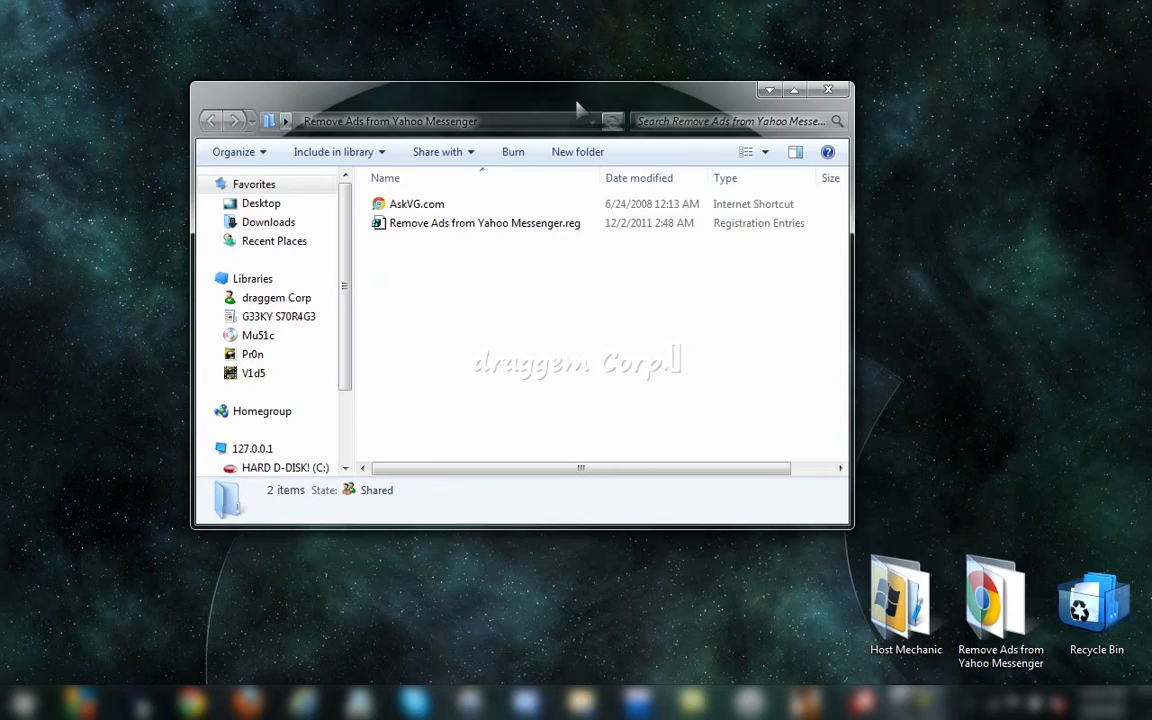 Remove Ads from Yahoo Messenger
Search Remove Ads from Yahoo Messe...
Organize
Include in library
Share with
Burn
New folder
Name
Date modified
Type
Size
Favorites
Desktop
Downloads
Recent Places
Libraries
draggem Corp
G33KY S70R4G3
Mu51c
Pr0n
V1d5
Homegroup
127.0.0.1
HARD D-DISK! (C:)
AskVG.com
6/24/2008 12:13 AM
Internet Shortcut
Remove Ads from Yahoo Messenger.reg
12/2/2011 2:48 AM
Registration Entries
draggem Corp.
2 items
State:
Shared
Host Mechanic
Remove Ads from
Yahoo Messenger
Recycle Bin